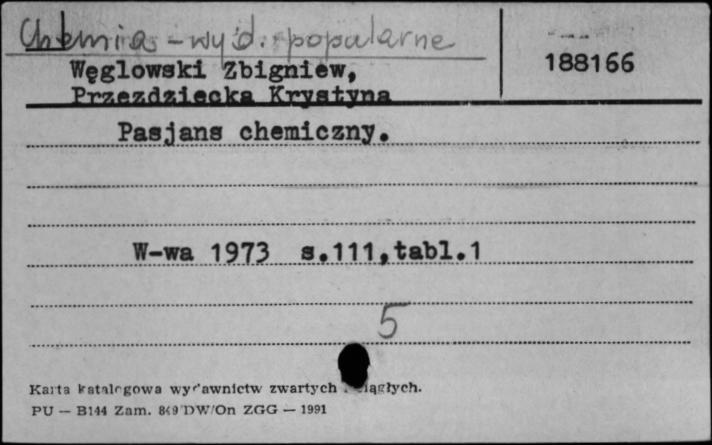 Chemia - wyd. popularne
188166
Węglowski Zbigniew,
Przezdziecka Krystyna
Pasjans chemiczny.
W-wa 1973 s.111,tabl.1
5
Karta katalogowa wydawnictw zwartych i ciągłych.
PU — B144 Zam. 849/DW/On ZGG — 1991